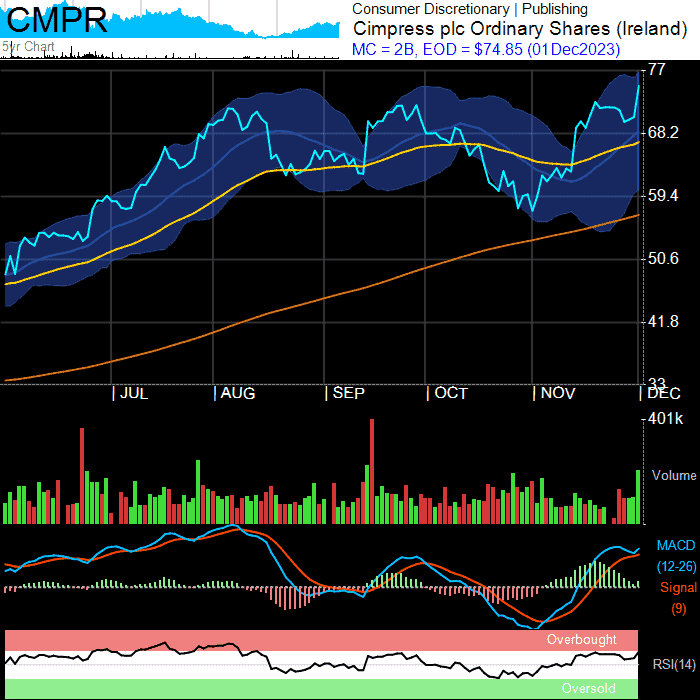 CMPR
5yr Chart
Consumer Discretionary | Publishing
Cimpress plc Ordinary Shares (Ireland)
MC = 2B, EOD = $74.85 (01Dec2023)
77
68.2
59.4
50.6
41.8
33
| JUL | AUG | SEP | OCT | NOV | DEC
401k
Volume
MACD
(12-26)
Signal
(9)
Overbought
RSI(14)
Oversold